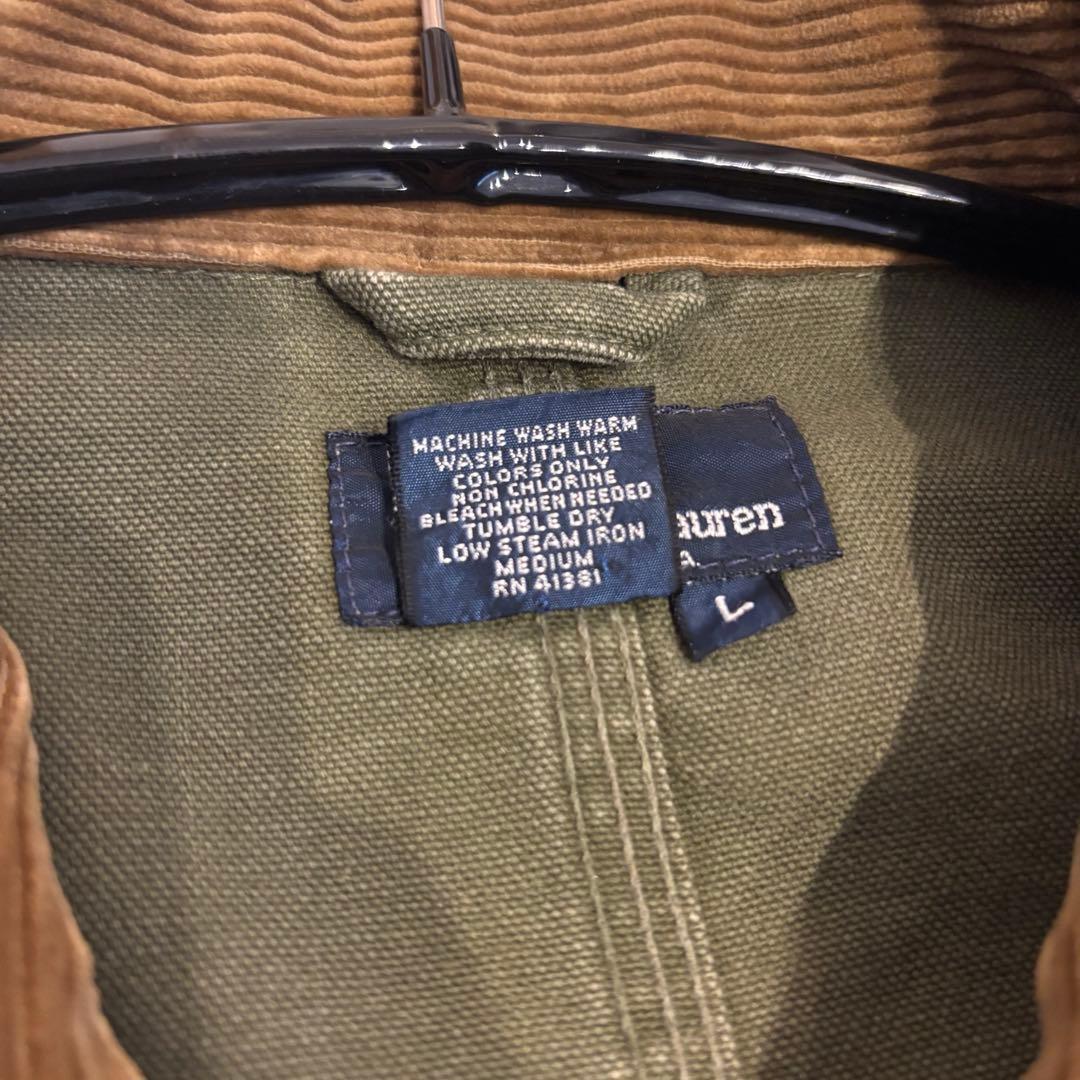 MACHINE WASH WARM
WASH WITH LIKE
COLORS ONLY
NON CHLORINE
BLEACH WHEN NEEDED
TUMBLE DRY
LOW STEAM IRON
MEDIUM
RN 41381
auren
A.
L